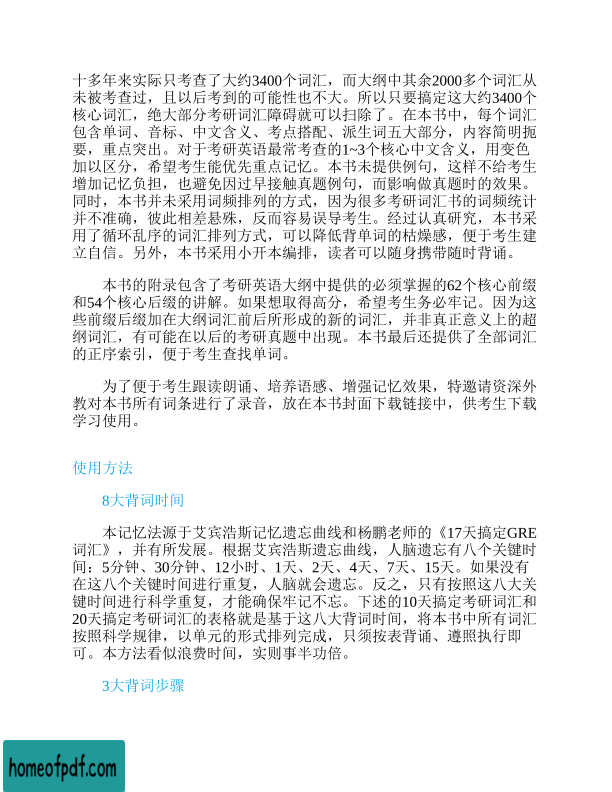 十多年来实际只考查了大约3400个词汇，而大纲中其余2000多个词汇从
未被考查过，且以后考到的可能性也不大。所以只要搞定这大约3400个
核心词汇，绝大部分考研词汇障碍就可以扫除了。在本书中，每个词汇
包含单词、音标、中文含义、考点搭配、派生词五大部分，内容简明扼
要，重点突出。对于考研英语最常考查的1~3个核心中文含义，用变色
加以区分，希望考生能优先重点记忆。本书未提供例句，这样不给考生
增加记忆负担，也避免因过早接触真题例句，而影响做真题时的效果。
同时，本书并未采用词频排列的方式，因为很多考研词汇书的词频统计
并不准确，彼此相差悬殊，反而容易误导考生。经过认真研究，本书采
用了循环乱序的词汇排列方式，可以降低背单词的枯燥感，便于考生建
立自信。另外，本书采用小开本编排，读者可以随身携带随时背诵。
本书的附录包含了考研英语大纲中提供的必须掌握的62个核心前缀
和54个核心后缀的讲解。如果想取得高分，希望考生务必牢记。因为这
些前缀后缀加在大纲词汇前后所形成的新的词汇，并非真正意义上的超
纲词汇，有可能在以后的考研真题中出现。本书最后还提供了全部词汇
的正序索引，便于考生查找单词。
为了便于考生跟读朗诵、培养语感、增强记忆效果，特邀请资深外
教对本书所有词条进行了录音，放在本书封面下载链接中，供考生下载
学习使用。
使用方法
8大背词时间
本记忆法源于艾宾浩斯记忆遗忘曲线和杨鹏老师的《17天搞定GRE
词汇》，并有所发展。根据艾宾浩斯遗忘曲线，人脑遗忘有八个关键时
间：5分钟、30分钟、12小时、1天、2天、4天、7天、15天。如果没有
在这八个关键时间进行重复，人脑就会遗忘。反之，只有按照这八大关
键时间进行科学重复，才能确保牢记不忘。下述的10天搞定考研词汇和
20天搞定考研词汇的表格就是基于这八大背词时间，将本书中所有词汇
按照科学规律，以单元的形式排列完成，只须按表背诵、遵照执行即
可。本方法看似浪费时间，实则事半功倍。
3大背词步骤
homeofpdf.com